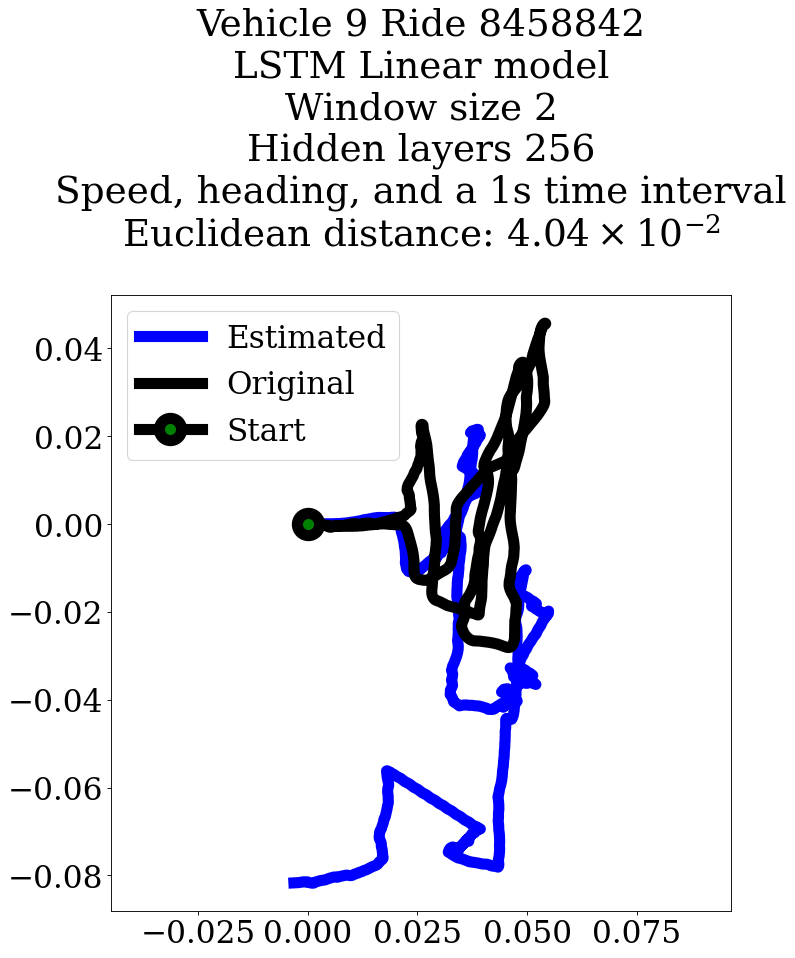 Vehicle 9 Ride 8458842
LSTM Linear model
Window size 2
Hidden layers 256
Speed, heading, and a 1s time interval
Euclidean distance: 4.04 × 10⁻²
Estimated
Original
Start
0.04
0.02
0.00
−0.02
−0.04
−0.06
−0.08
−0.025 0.000 0.025 0.050 0.075